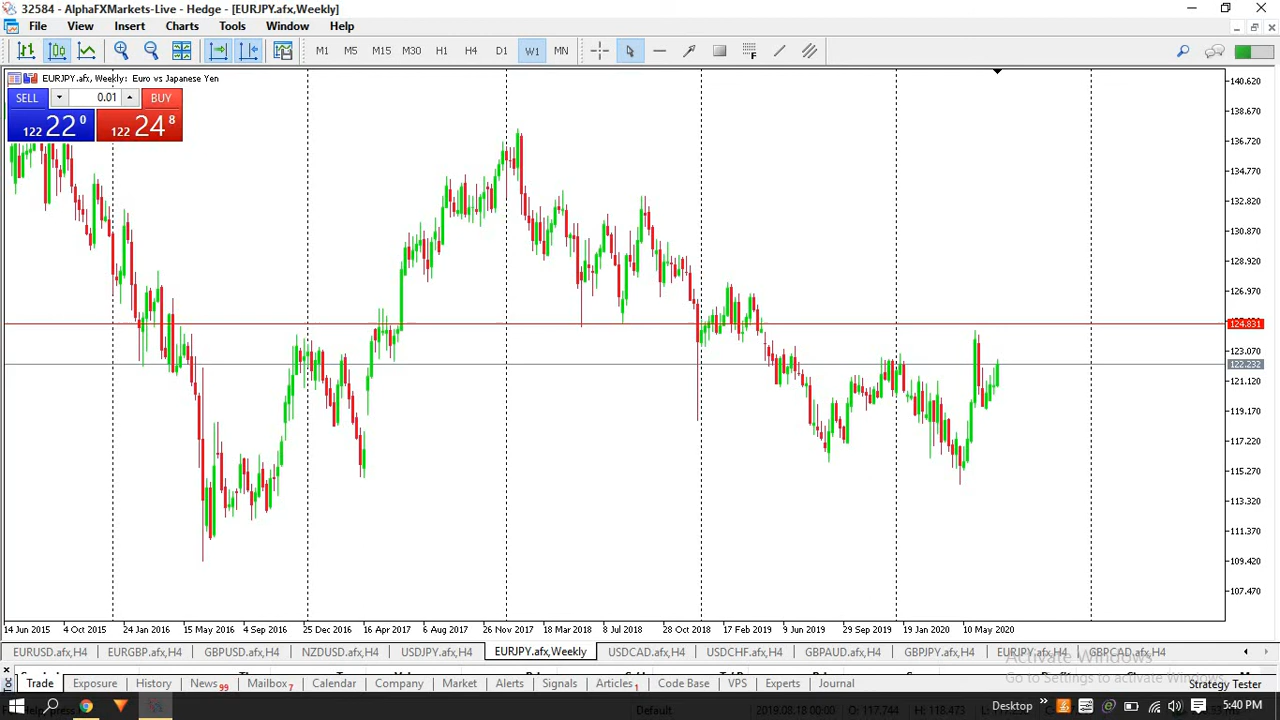 32584 - AlphaFXMarkets-Live - Hedge - [EURJPY.afx,Weekly]
File View Insert Charts Tools Window Help
M1 M5 M15 M30 H1 H4 D1 W1 MN
EURJPY.afx, Weekly: Euro vs Japanese Yen
SELL 0.01 BUY
122 22 0 122 24 8
140.620
138.670
136.720
134.770
132.820
130.870
128.920
126.970
124.831
123.070
122.232
121.120
119.170
117.220
115.270
113.320
111.370
109.420
107.470
14 Jun 2015 4 Oct 2015 24 Jan 2016 15 May 2016 4 Sep 2016 25 Dec 2016 16 Apr 2017 6 Aug 2017 26 Nov 2017 18 Mar 2018 8 Jul 2018 28 Oct 2018 17 Feb 2019 9 Jun 2019 29 Sep 2019 19 Jan 2020 10 May 2020
EURUSD.afx,H4 EURGBP.afx,H4 GBPUSD.afx,H4 NZDUSD.afx,H4 USDJPY.afx,H4 EURJPY.afx,Weekly USDCAD.afx,H4 USDCHF.afx,H4 GBPAUD.afx,H4 GBPJPY.afx,H4 EURJPY.afx,H4 GBPCAD.afx,H4
Activate Windows
Go to Settings to activate Windows.
Trade Exposure History News 99 Mailbox 7 Calendar Company Market Alerts Signals Articles 1 Code Base VPS Experts Journal Strategy Tester
Default 2019.08.18 00:00 O: 117.744 H: 118.473
Desktop 5:40 PM